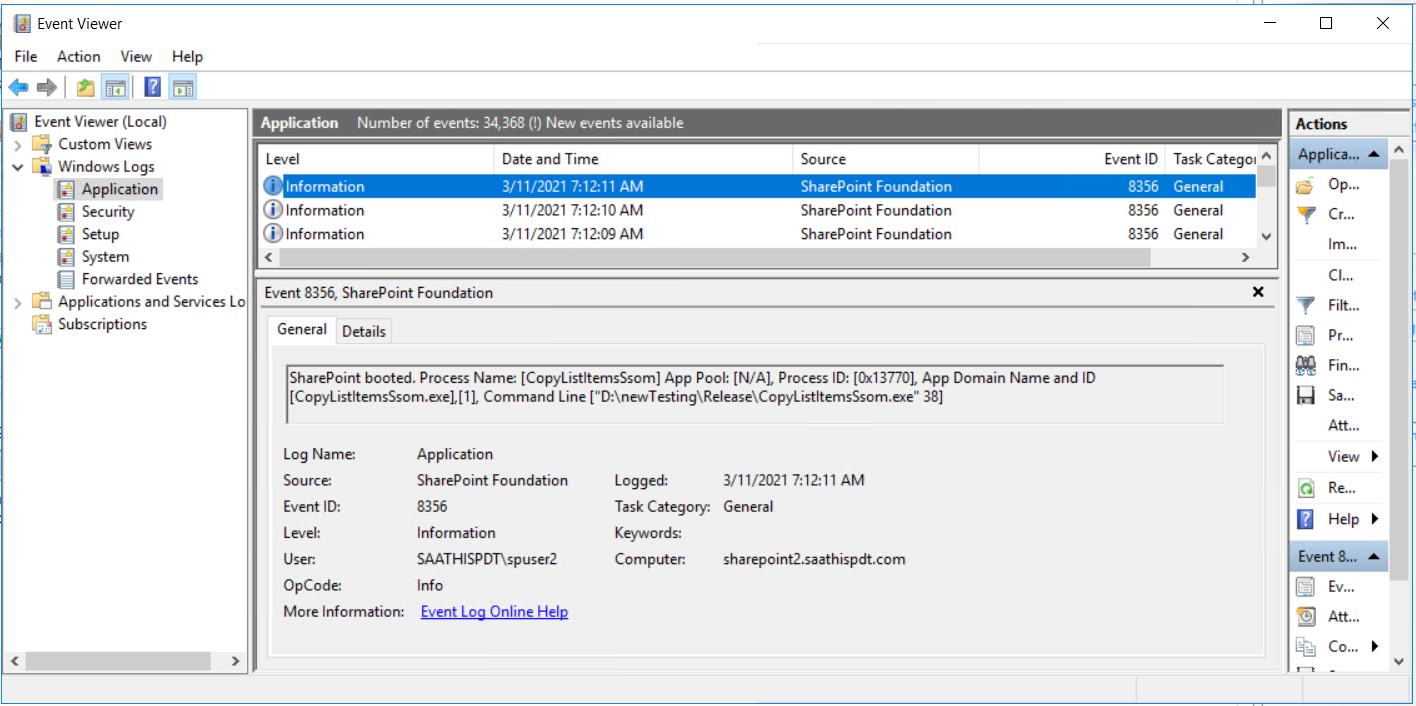 Event Viewer
File Action View Help
Event Viewer (Local)
Custom Views
Windows Logs
Application
Security
Setup
System
Forwarded Events
Applications and Services Lo
Subscriptions
Application Number of events: 34,368 (!) New events available
Level Date and Time Source Event ID Task Categor
Information 3/11/2021 7:12:11 AM SharePoint Foundation 8356 General
Information 3/11/2021 7:12:10 AM SharePoint Foundation 8356 General
Information 3/11/2021 7:12:09 AM SharePoint Foundation 8356 General
Event 8356, SharePoint Foundation
General Details
SharePoint booted. Process Name: [CopyListItemsSsom] App Pool: [N/A], Process ID: [0x13770], App Domain Name and ID
[CopyListItemsSsom.exe],[1], Command Line ["D:\newTesting\Release\CopyListItemsSsom.exe" 38]
Log Name: Application
Source: SharePoint Foundation Logged: 3/11/2021 7:12:11 AM
Event ID: 8356 Task Category: General
Level: Information Keywords:
User: SAATHISPDT\spuser2 Computer: sharepoint2.saathispdt.com
OpCode: Info
More Information: Event Log Online Help
Actions
Applica...
Op...
Cr...
Im...
Cl...
Filt...
Pr...
Fin...
Sa...
Att...
View
Re...
Help
Event 8...
Ev...
Att...
Co...